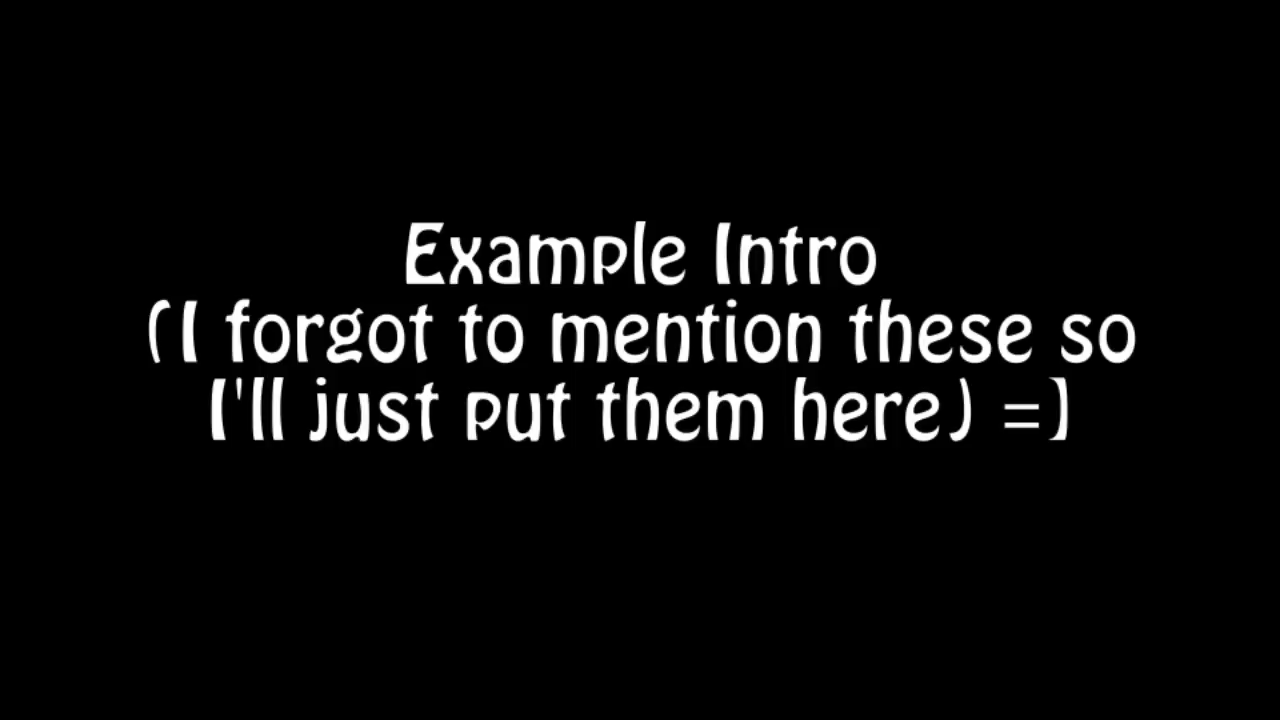 Example Intro
(I forgot to mention these so
I'll just put them here) =)